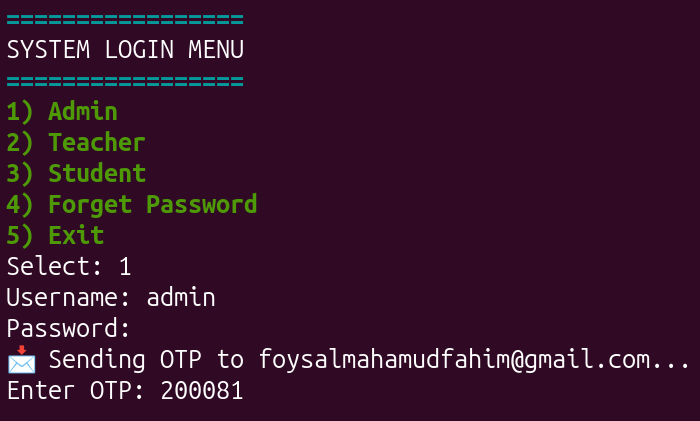 =================
SYSTEM LOGIN MENU
=================
1) Admin
2) Teacher
3) Student
4) Forget Password
5) Exit
Select: 1
Username: admin
Password:
📩 Sending OTP to foysalmahamudfahim@gmail.com...
Enter OTP: 200081